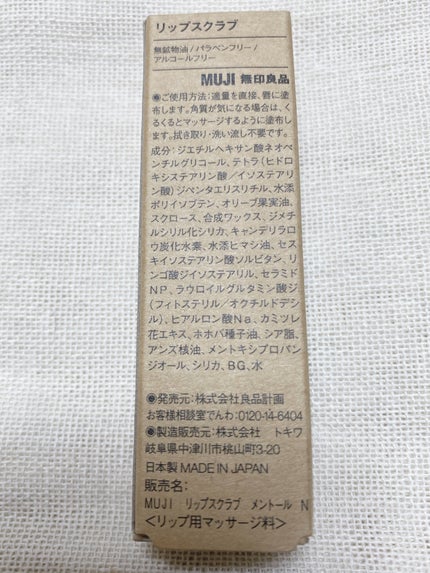 リップスクラブ
無鉱物油/パラベンフリー/
アルコールフリー
MUJI 無印良品
●ご使用方法:適量を直接、唇に塗
布します。角質が気になる場合は、く
るくるとマッサージするように塗布し
ます。拭き取り・洗い流し不要です。
成分:ジエチルヘキサン酸ネオペ
ンチルグリコール、テトラ(ヒドロ
キシステアリン酸/イソステアリ
ン酸)ジペンタエリスリチル、水添
ポリイソブテン、オリーブ果実油、
スクロース、合成ワックス、ジメチ
ルシリル化シリカ、キャンデリラロ
ウ炭化水素、水添ヒマシ油、セス
キイソステアリン酸ソルビタン、リ
ンゴ酸ジイソステアリル、セラミド
NP、ラウロイルグルタミン酸ジ
(フィトステリル/オクチルドデシ
ル)、ヒアルロン酸Na、カミツレ
花エキス、ホホバ種子油、シア脂、
アンズ核油、メントキシプロパン
ジオール、シリカ、BG、水
●発売元:株式会社良品計画
お客様相談室でんわ:0120-14-6404
●製造販売元:株式会社 トキワ
岐阜県中津川市桃山町3-20
日本製 MADE IN JAPAN
販売名:
MUJI リップスクラブ メントール N
<リップ用マッサージ料>